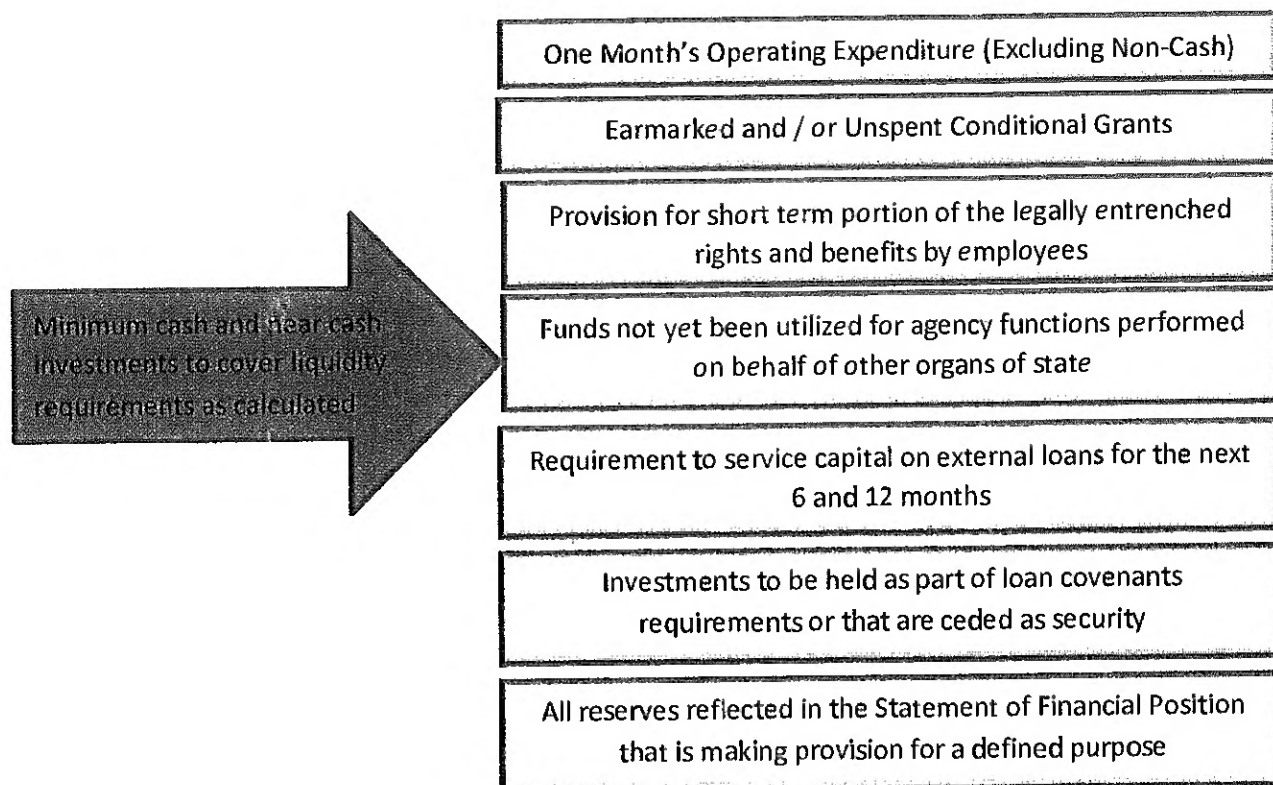 One Month's Operating Expenditure (Excluding Non-Cash)
Earmarked and / or Unspent Conditional Grants
Provision for short term portion of the legally entrenched
rights and benefits by employees
Minimum cash and near cash
investments to cover liquidity
requirements as calculated
Funds not yet been utilized for agency functions performed
on behalf of other organs of state
Requirement to service capital on external loans for the next
6 and 12 months
Investments to be held as part of loan covenants
requirements or that are ceded as security
All reserves reflected in the Statement of Financial Position
that is making provision for a defined purpose